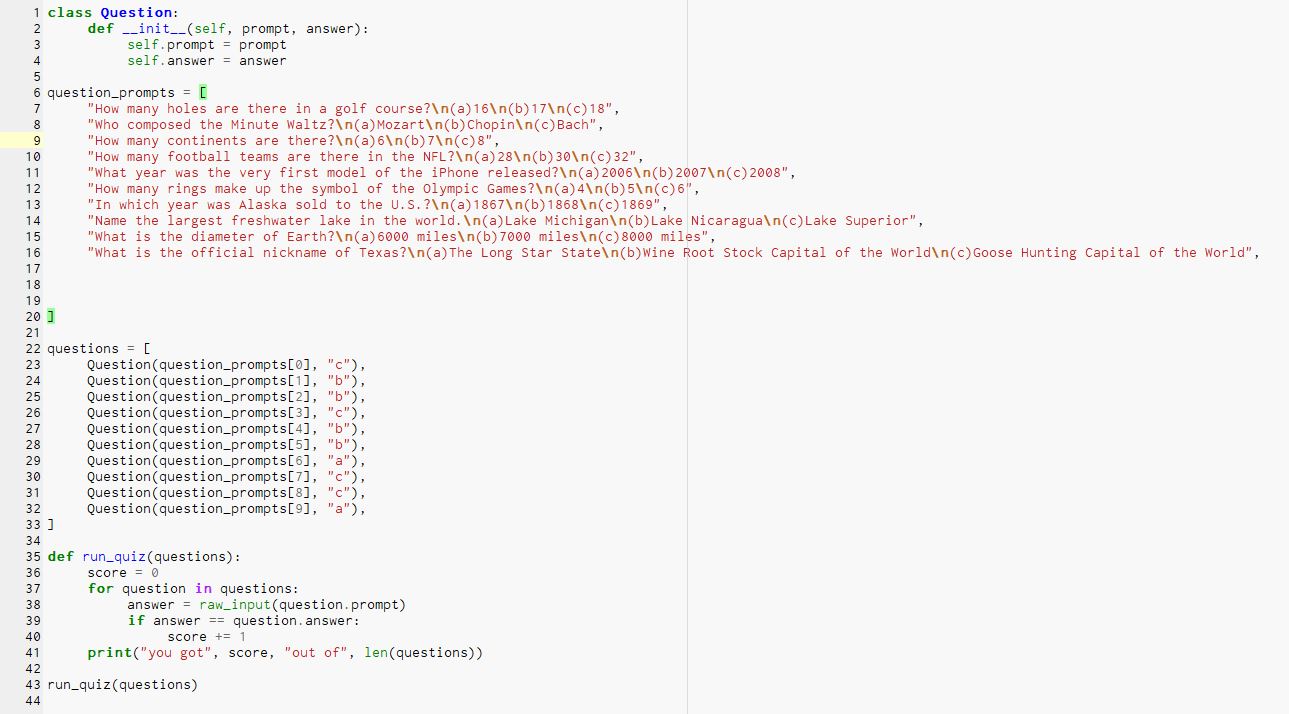 1 class Question:
2 def __init__(self, prompt, answer):
3 self.prompt = prompt
4 self.answer = answer
5
6 question_prompts = [
7 "How many holes are there in a golf course?\n(a)16\n(b)17\n(c)18",
8 "Who composed the Minute Waltz?\n(a)Mozart\n(b)Chopin\n(c)Bach",
9 "How many continents are there?\n(a)6\n(b)7\n(c)8",
10 "How many football teams are there in the NFL?\n(a)28\n(b)30\n(c)32",
11 "What year was the very first model of the iPhone released?\n(a)2006\n(b)2007\n(c)2008",
12 "How many rings make up the symbol of the Olympic Games?\n(a)4\n(b)5\n(c)6",
13 "In which year was Alaska sold to the U.S.?\n(a)1867\n(b)1868\n(c)1869",
14 "Name the largest freshwater lake in the world.\n(a)Lake Michigan\n(b)Lake Nicaragua\n(c)Lake Superior",
15 "What is the diameter of Earth?\n(a)6000 miles\n(b)7000 miles\n(c)8000 miles",
16 "What is the official nickname of Texas?\n(a)The Long Star State\n(b)Wine Root Stock Capital of the World\n(c)Goose Hunting Capital of the World",
17
18
19
20 ]
21
22 questions = [
23 Question(question_prompts[0], "c"),
24 Question(question_prompts[1], "b"),
25 Question(question_prompts[2], "b"),
26 Question(question_prompts[3], "c"),
27 Question(question_prompts[4], "b"),
28 Question(question_prompts[5], "b"),
29 Question(question_prompts[6], "a"),
30 Question(question_prompts[7], "c"),
31 Question(question_prompts[8], "c"),
32 Question(question_prompts[9], "a"),
33 ]
34
35 def run_quiz(questions):
36 score = 0
37 for question in questions:
38 answer = raw_input(question.prompt)
39 if answer == question.answer:
40 score += 1
41 print("you got", score, "out of", len(questions))
42
43 run_quiz(questions)
44